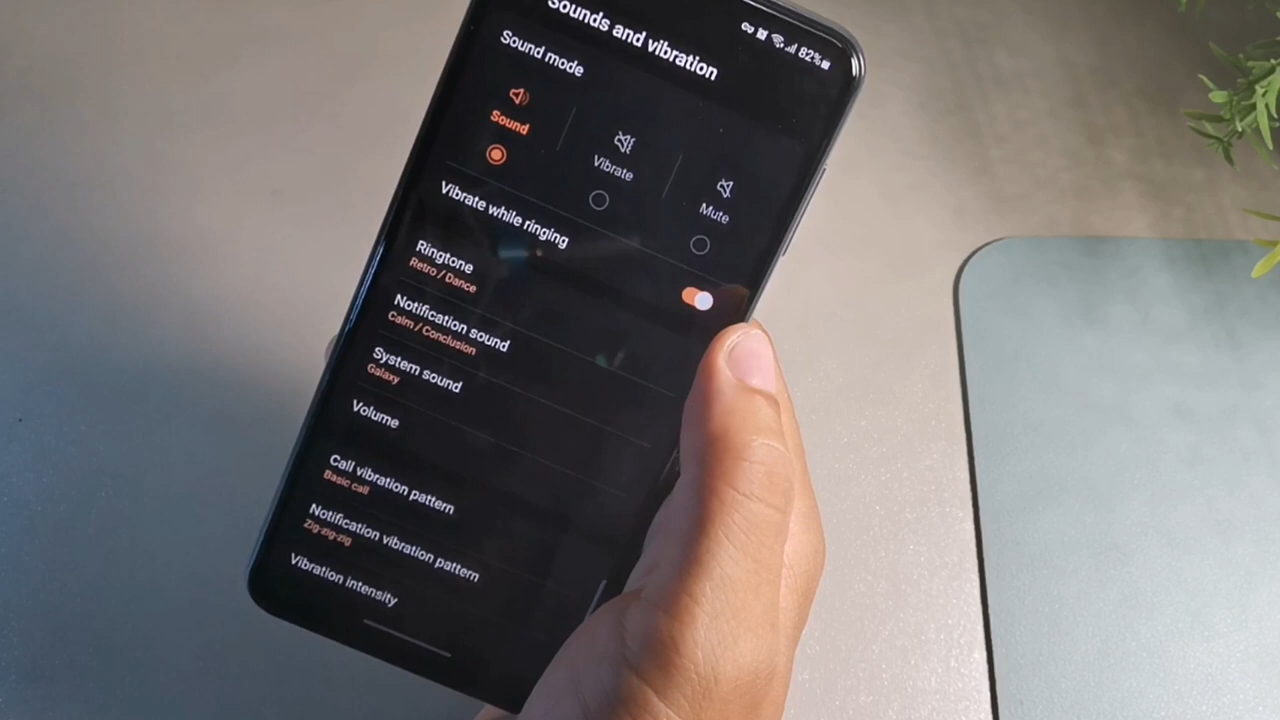 Sounds and vibration
82%
Sound mode
Sound
Vibrate
Mute
Vibrate while ringing
Ringtone
Retro / Dance
Notification sound
Calm / Conclusion
System sound
Galaxy
Volume
Call vibration pattern
Basic call
Notification vibration pattern
Zig-zig-zig
Vibration intensity